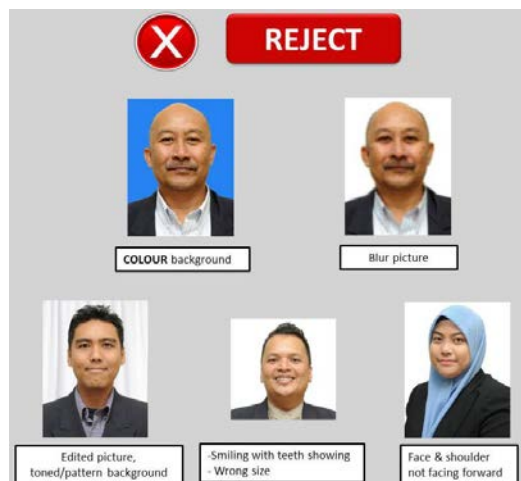 X REJECT
COLOUR background
Blur picture
Edited picture,
toned/pattern background
-Smiling with teeth showing
- Wrong size
Face & shoulder
not facing forward